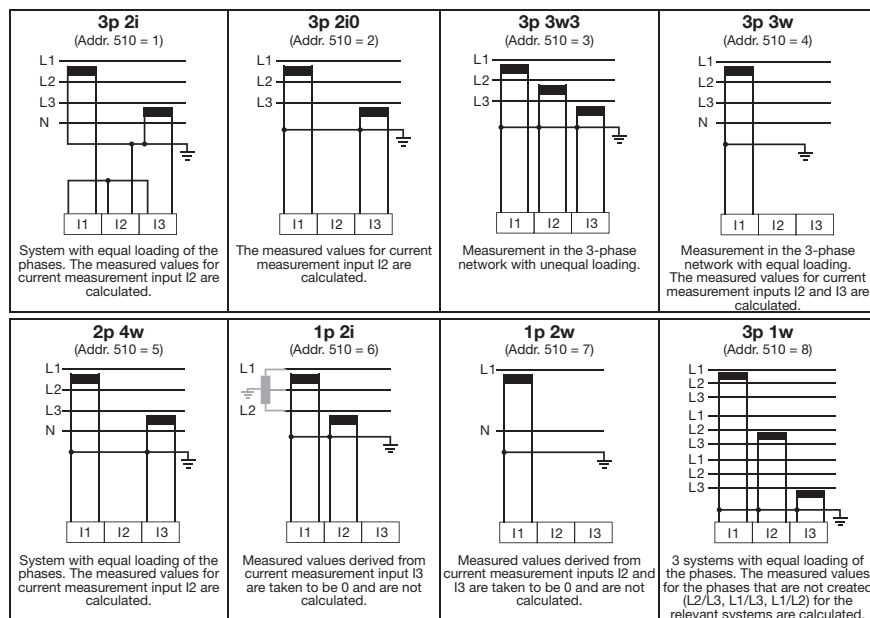 3p 2i
(Addr. 510 = 1)
L1
L2
L3
N
I1 I2 I3
System with equal loading of the
phases. The measured values for
current measurement input I2 are
calculated.
3p 2i0
(Addr. 510 = 2)
L1
L2
L3
I1 I2 I3
The measured values for current
measurement input I2 are
calculated.
3p 3w3
(Addr. 510 = 3)
L1
L2
L3
I1 I2 I3
Measurement in the 3-phase
network with unequal loading.
3p 3w
(Addr. 510 = 4)
L1
L2
L3
N
I1 I2 I3
Measurement in the 3-phase
network with equal loading.
The measured values for current
measurement inputs I2 and I3 are
calculated.
2p 4w
(Addr. 510 = 5)
L1
L2
L3
N
I1 I2 I3
System with equal loading of the
phases. The measured values for
current measurement input I2 are
calculated.
1p 2i
(Addr. 510 = 6)
L1
L2
I1 I2 I3
Measured values derived from
current measurement input I3
are taken to be 0 and are not
calculated.
1p 2w
(Addr. 510 = 7)
L1
N
I1 I2 I3
Measured values derived from
current measurement inputs I2 and
I3 are taken to be 0 and are not
calculated.
3p 1w
(Addr. 510 = 8)
L1
L2
L3
L1
L2
L3
L1
L2
L3
I1 I2 I3
3 systems with equal loading of
the phases. The measured values
for the phases that are not created
(L2/L3, L1/L3, L1/L2) for the
relevant systems are calculated.